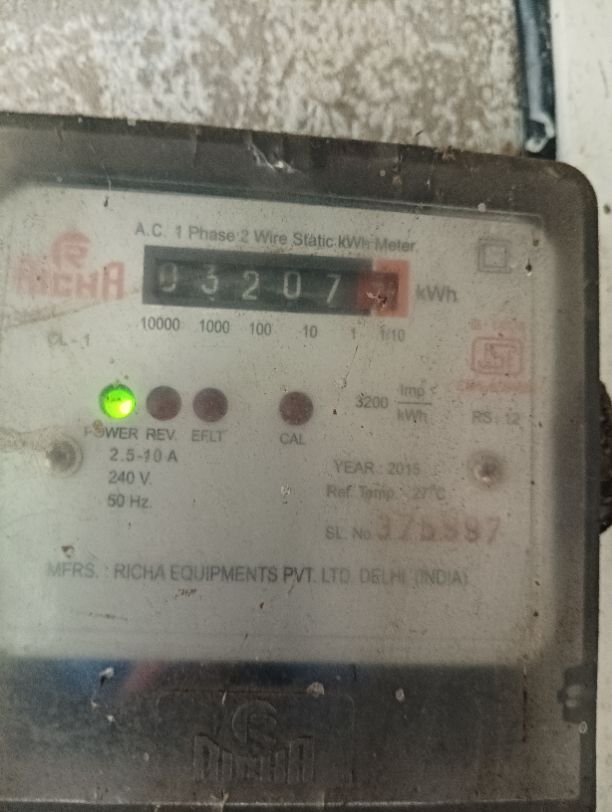 A.C. 1 Phase 2 Wire Static kWh Meter
RICHA
03207 kWh
10000 1000 100 10 1 1/10
CL-1
3200 Imp
kWh
RS-12
POWER REV. EFLT CAL
2.5-10 A
240 V.
50 Hz.
YEAR : 2015
Ref. Temp.- 27°C
SL. No.
MFRS. : RICHA EQUIPMENTS PVT. LTD. DELHI (INDIA)
RICHA